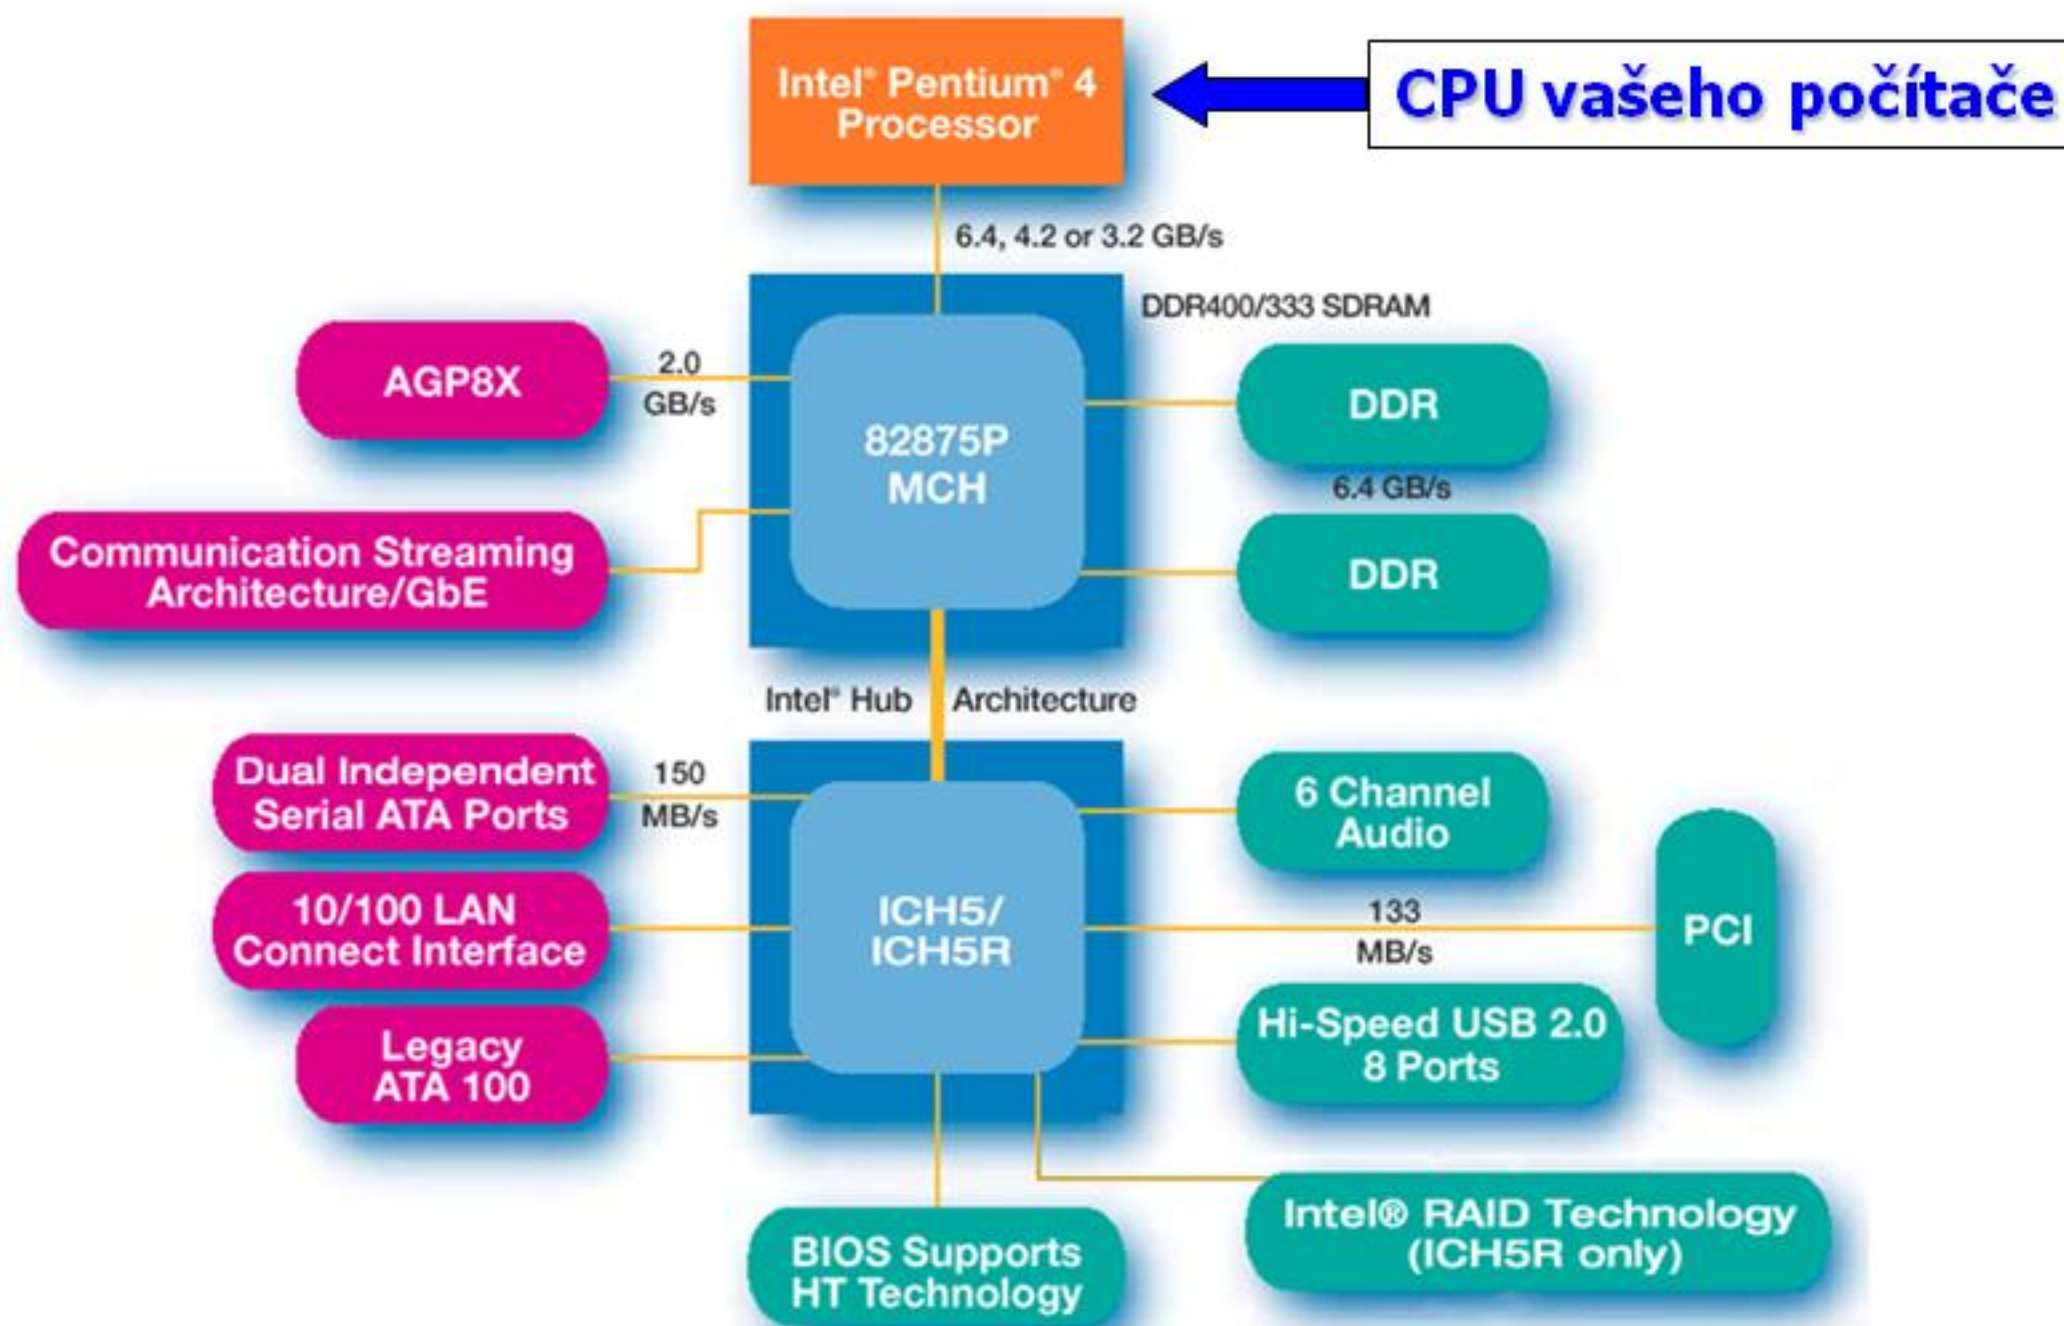 Intel® Pentium® 4
Processor
CPU vašeho počítače
6.4, 4.2 or 3.2 GB/s
DDR400/333 SDRAM
AGP8X
2.0
GB/s
82875P
MCH
DDR
6.4 GB/s
DDR
Communication Streaming
Architecture/GbE
Intel® Hub Architecture
Dual Independent
Serial ATA Ports
150
MB/s
6 Channel
Audio
10/100 LAN
Connect Interface
ICH5/
ICH5R
133
MB/s
PCI
Legacy
ATA 100
Hi-Speed USB 2.0
8 Ports
BIOS Supports
HT Technology
Intel® RAID Technology
(ICH5R only)